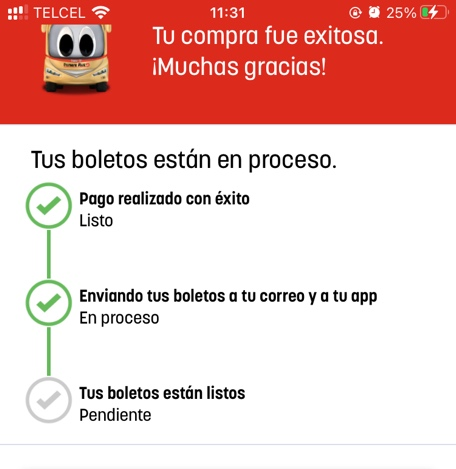 TELCEL 11:31 25%
Tu compra fue exitosa.
¡Muchas gracias!
Tus boletos están en proceso.
Pago realizado con éxito
Listo
Enviando tus boletos a tu correo y a tu app
En proceso
Tus boletos están listos
Pendiente